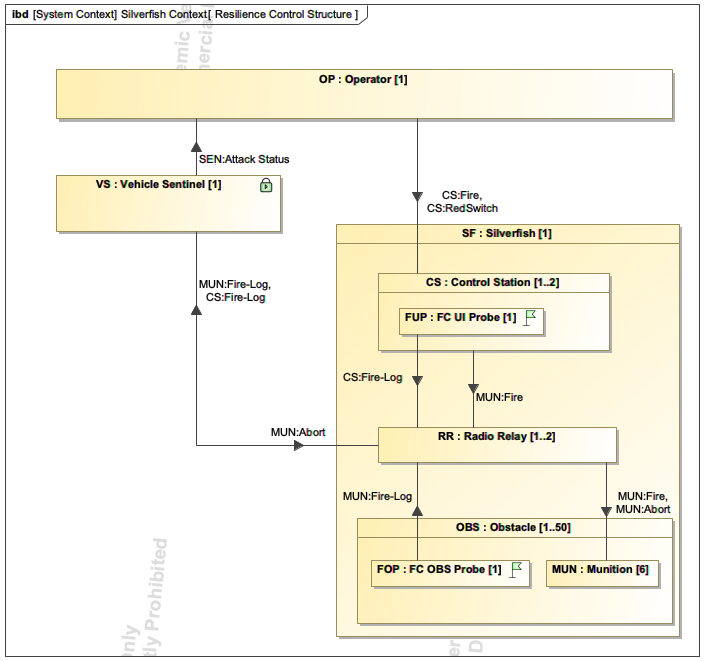 ibd [System Context] Silverfish Context[ Resilience Control Structure ]
OP : Operator [1]
SEN:Attack Status
VS : Vehicle Sentinel [1]
CS:Fire,
CS:RedSwitch
SF : Silverfish [1]
CS : Control Station [1..2]
MUN:Fire-Log,
CS:Fire-Log
FUP : FC UI Probe [1]
CS:Fire-Log
MUN:Fire
MUN:Abort
RR : Radio Relay [1..2]
MUN:Fire-Log
MUN:Fire,
MUN:Abort
OBS : Obstacle [1..50]
FOP : FC OBS Probe [1]
MUN : Munition [6]
Prohibited